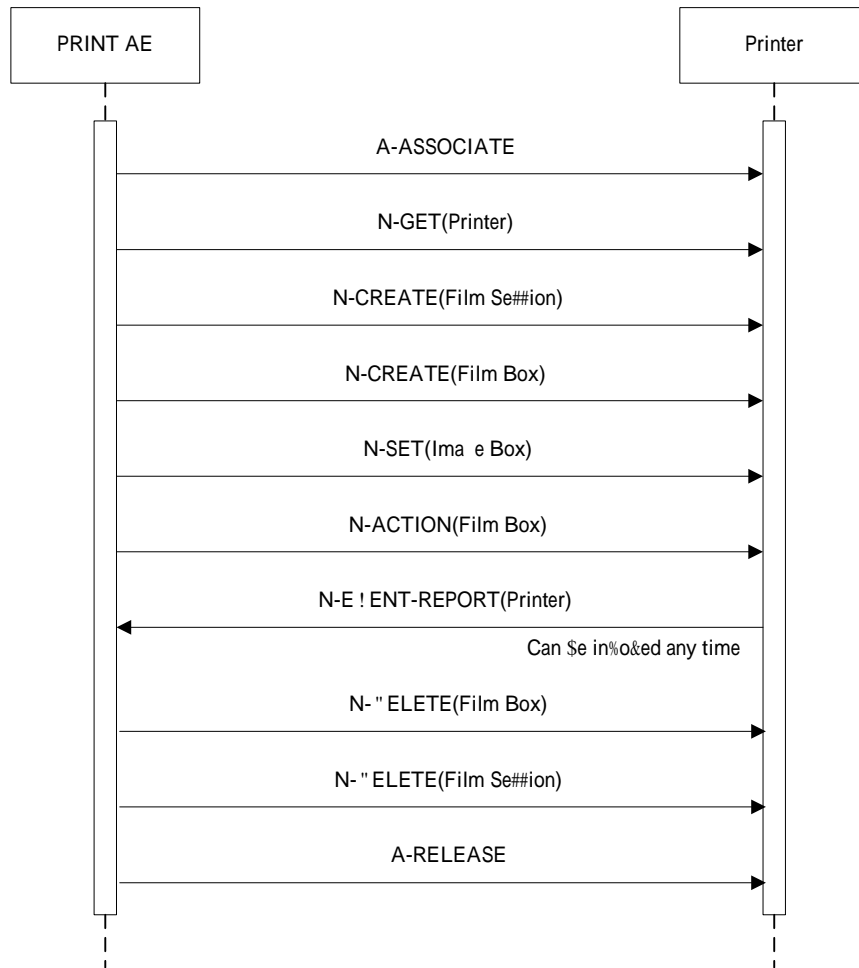 PRINT AE
Printer
A-ASSOCIATE
N-GET(Printer)
N-CREATE(Film Se##ion)
N-CREATE(Film Box)
N-SET(Ima e Box)
N-ACTION(Film Box)
N-E ! ENT-REPORT(Printer)
Can $e in%o&ed any time
N- " ELETE(Film Box)
N- " ELETE(Film Se##ion)
A-RELEASE